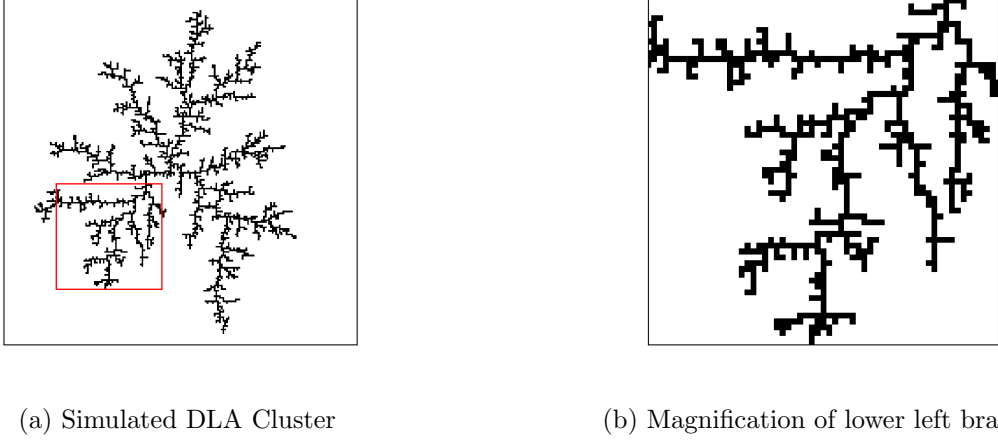 (a) Simulated DLA Cluster
(b) Magnification of lower left bra